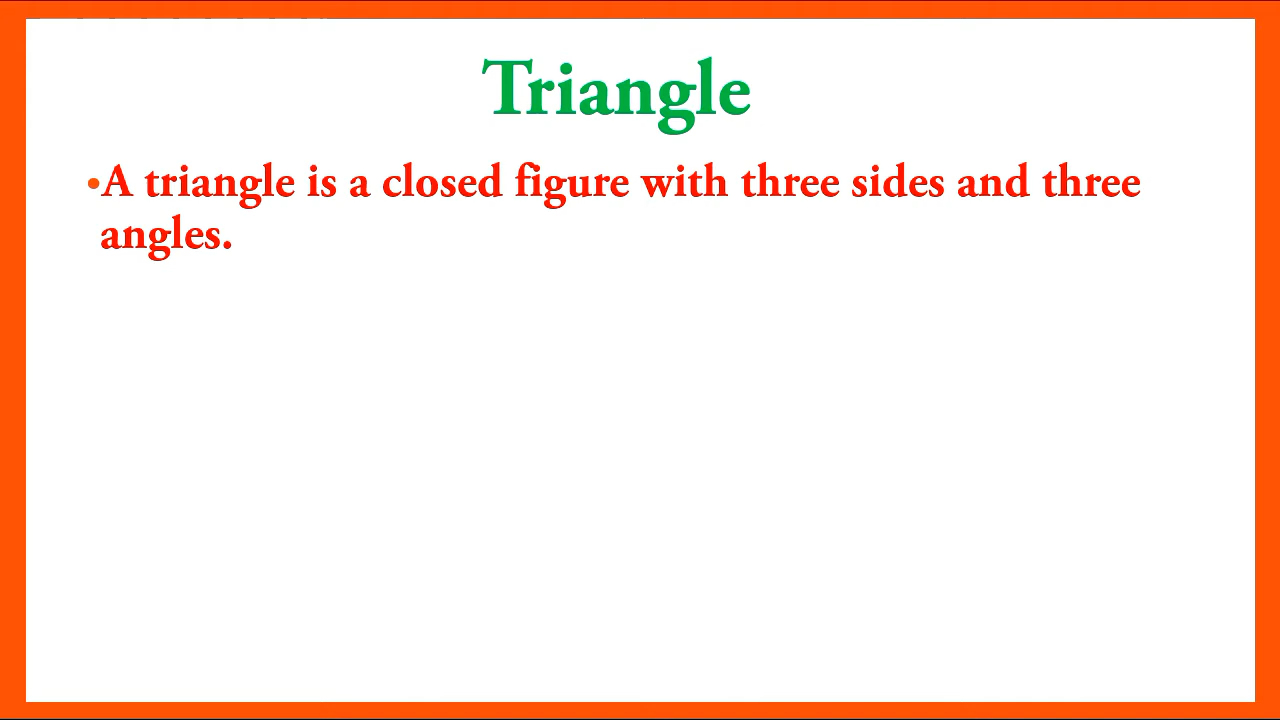 Triangle
•A triangle is a closed figure with three sides and three
angles.